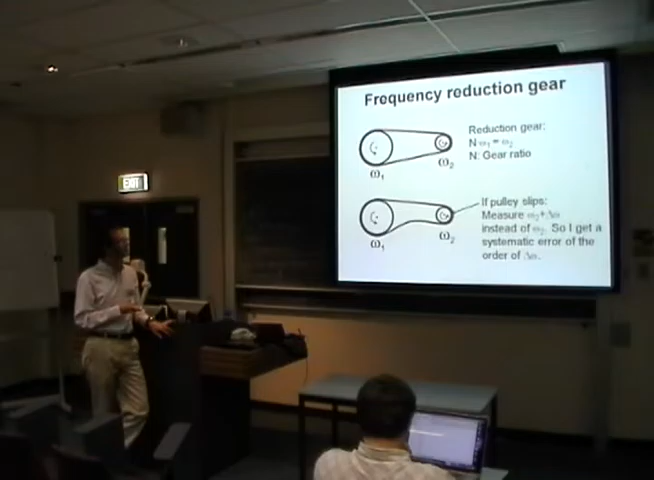 EXIT
Frequency reduction gear
Reduction gear:
N ω₁ = ω₂
N: Gear ratio
ω₁
ω₂
If pulley slips:
Measure ω₂+Δω
instead of ω₂. So I get a
systematic error of the
order of Δω.
ω₁
ω₂